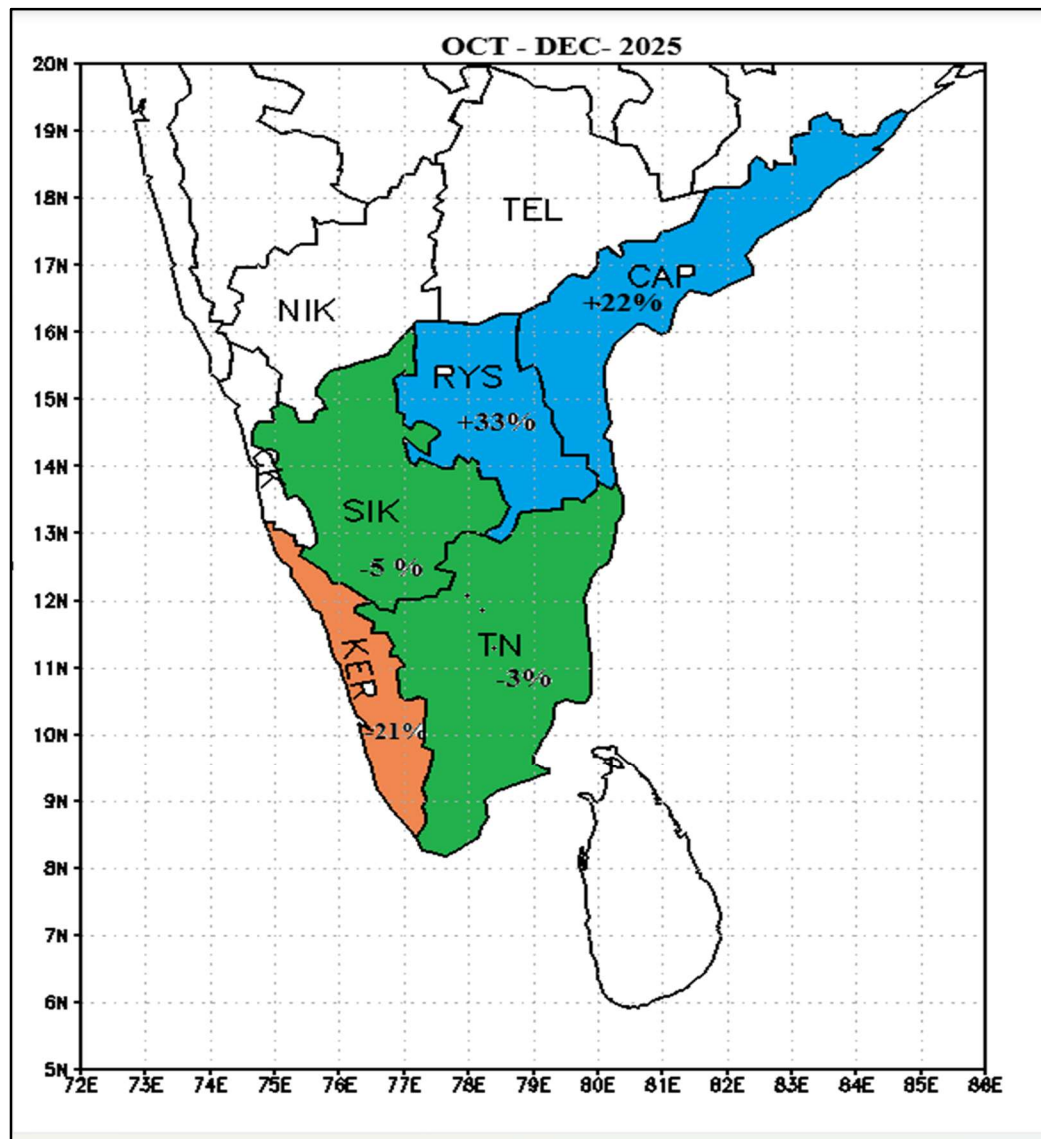 OCT - DEC- 2025
20N
19N
18N
TEL
17N
CAP
+22%
NIK
16N
RYS
15N
+33%
14N
CK
SIK
13N
-5 %
12N
TN
11N
KER
-3%
10N
-21%
9N
8N
7N
6N
5N
72E 73E 74E 75E 76E 77E 78E 79E 80E 81E 82E 83E 84E 85E 86E